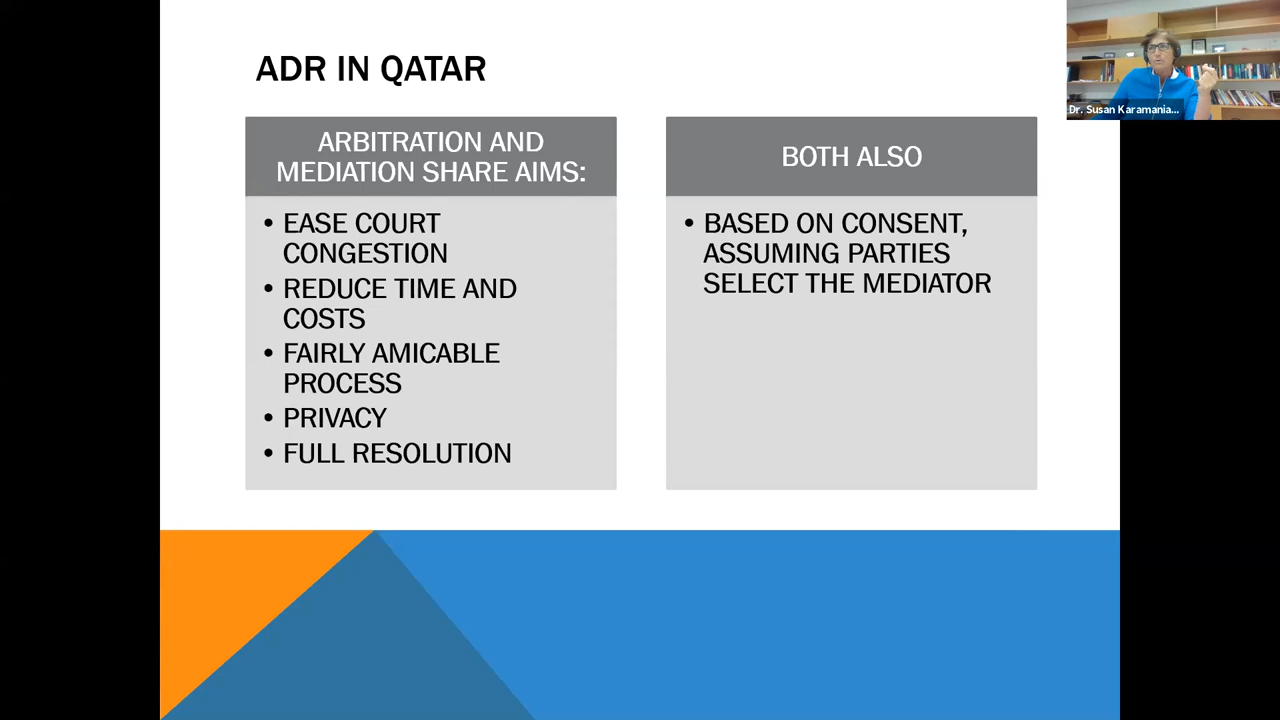 ADR IN QATAR
ARBITRATION AND
MEDIATION SHARE AIMS:
• EASE COURT
CONGESTION
• REDUCE TIME AND
COSTS
• FAIRLY AMICABLE
PROCESS
• PRIVACY
• FULL RESOLUTION
BOTH ALSO
• BASED ON CONSENT,
ASSUMING PARTIES
SELECT THE MEDIATOR
Dr. Susan Karamania...